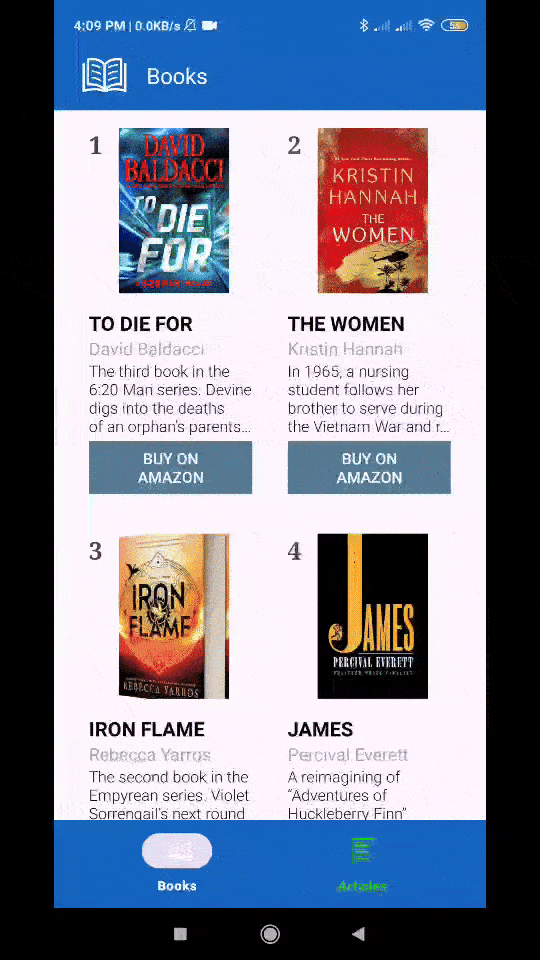 4:09 PM | 0.0KB/s
Books
1
DAVID
BALDACCI
TO DIE
FOR
TO DIE FOR
David Baldacci
The third book in the
6:20 Man series. Devine
digs into the deaths
of an orphan's parents...
BUY ON
AMAZON
2
KRISTIN
HANNAH
THE
WOMEN
THE WOMEN
Kristin Hannah
In 1965, a nursing
student follows her
brother to serve during
the Vietnam War and r...
BUY ON
AMAZON
3
IRON
FLAME
REBECCA YARROS
IRON FLAME
Rebecca Yarros
The second book in the
Empyrean series. Violet
Sorrengail's next round
4
JAMES
PERCIVAL EVERETT
JAMES
Percival Everett
A reimagining of
“Adventures of
Huckleberry Finn”
Books
Articles